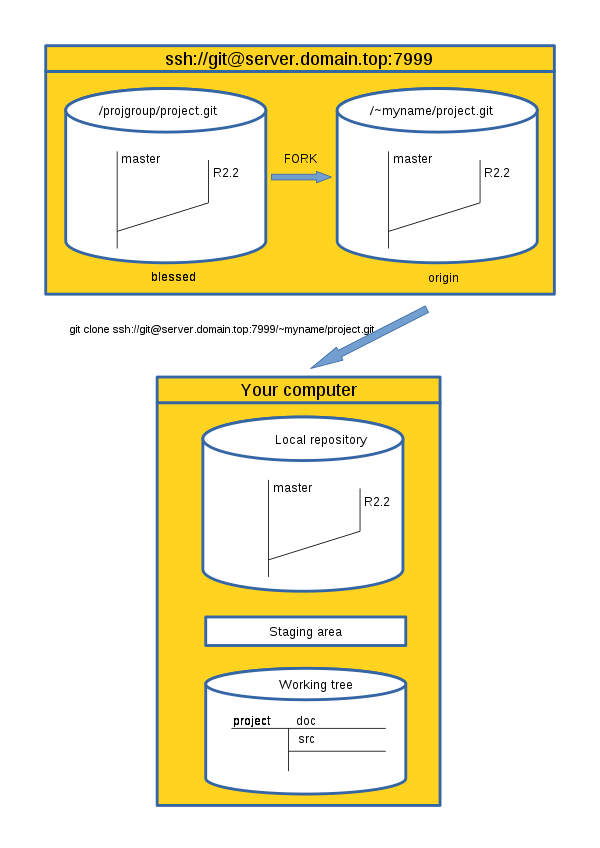 ssh://git@server.domain.top:7999
/projgroup/project.git
/~myname/project.git
master
R2.2
FORK
master
R2.2
blessed
origin
git clone ssh://git@server.domain.top:7999/~myname/project.git
Your computer
Local repository
master
R2.2
Staging area
Working tree
project doc
src